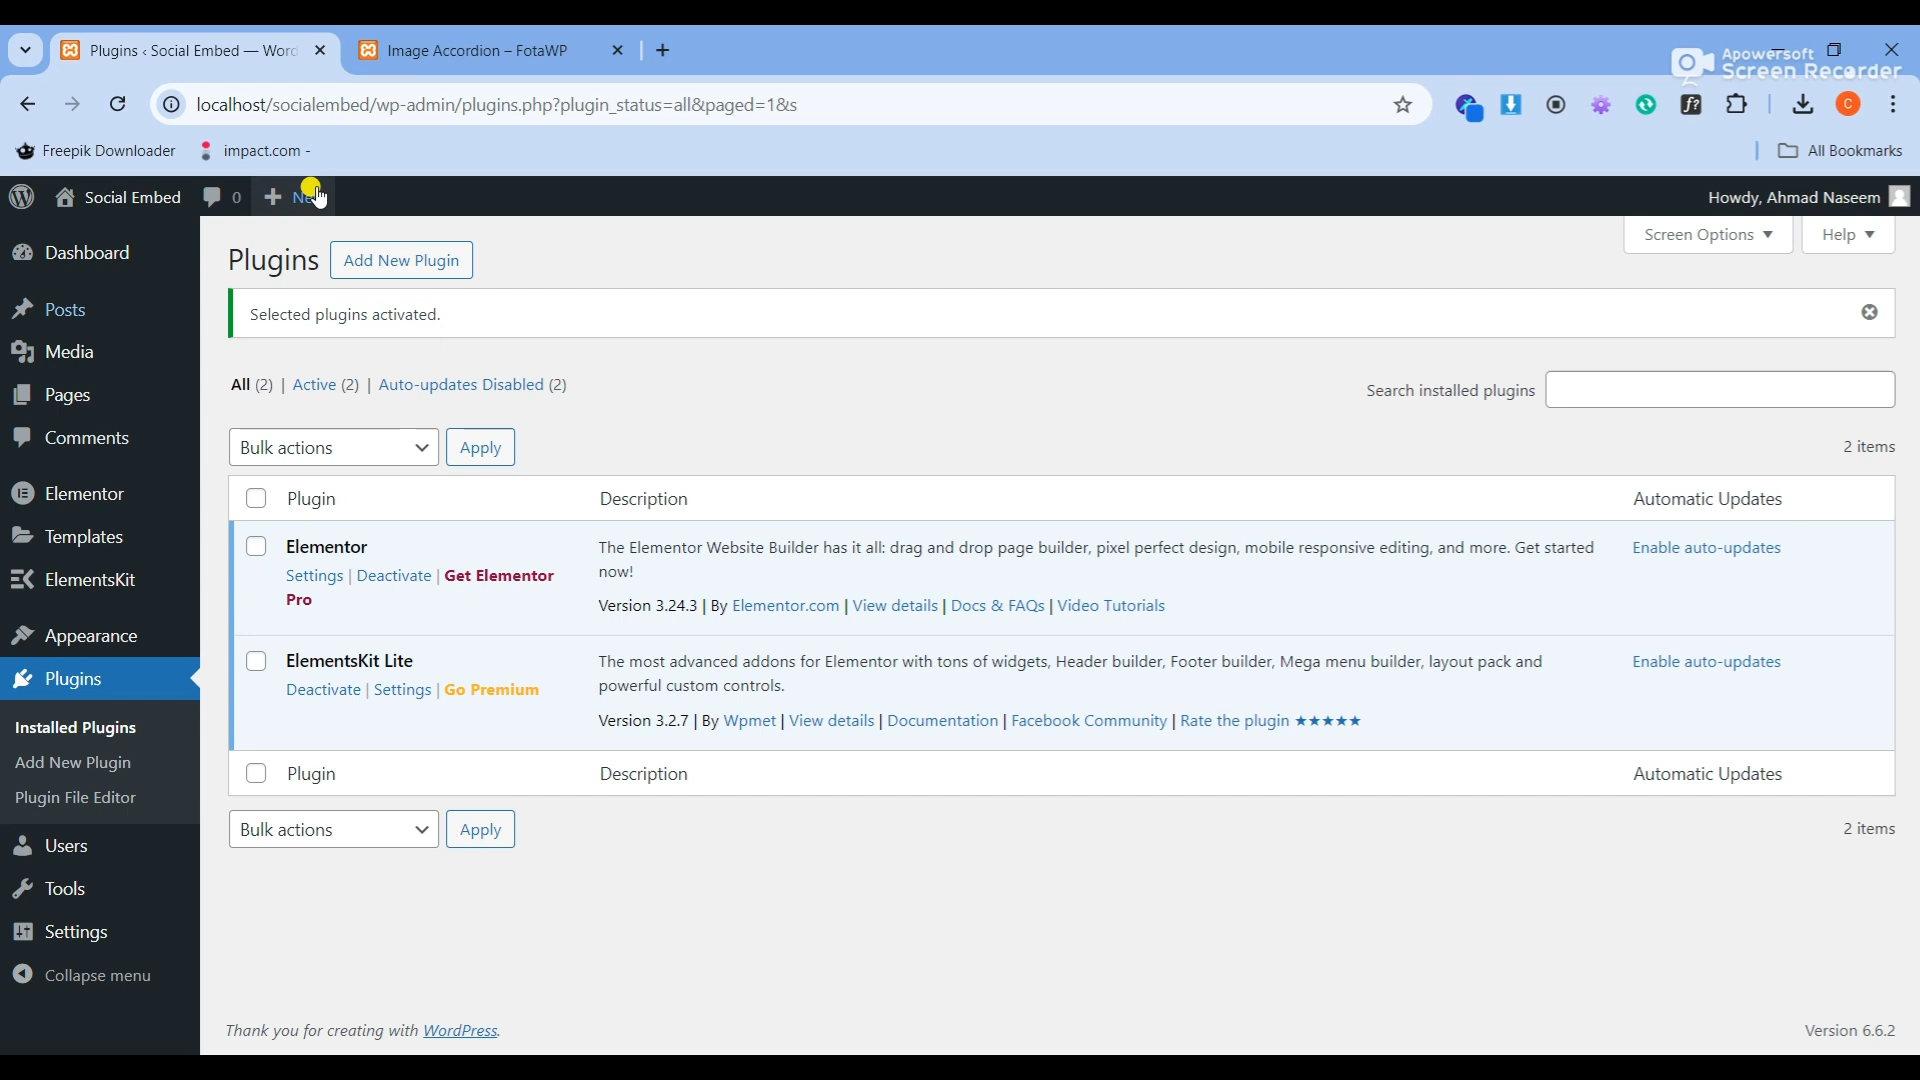 Plugins ‹ Social Embed — Word
Image Accordion – FotaWP
Apowersoft
Screen Recorder
localhost/socialembed/wp-admin/plugins.php?plugin_status=all&paged=1&s
C
Freepik Downloader
impact.com -
All Bookmarks
Social Embed
0
Howdy, Ahmad Naseem
Dashboard
Posts
Media
Pages
Comments
Elementor
Templates
ElementsKit
Appearance
Plugins
Installed Plugins
Add New Plugin
Plugin File Editor
Users
Tools
Settings
Collapse menu
Screen Options
Help
Plugins
Add New Plugin
Selected plugins activated.
All (2) | Active (2) | Auto-updates Disabled (2)
Search installed plugins
Bulk actions
Apply
2 items
Plugin
Description
Automatic Updates
Elementor
Settings | Deactivate | Get Elementor
Pro
The Elementor Website Builder has it all: drag and drop page builder, pixel perfect design, mobile responsive editing, and more. Get started
now!
Version 3.24.3 | By Elementor.com | View details | Docs & FAQs | Video Tutorials
Enable auto-updates
ElementsKit Lite
Deactivate | Settings | Go Premium
The most advanced addons for Elementor with tons of widgets, Header builder, Footer builder, Mega menu builder, layout pack and
powerful custom controls.
Version 3.2.7 | By Wpmet | View details | Documentation | Facebook Community | Rate the plugin ★★★★★
Enable auto-updates
Plugin
Description
Automatic Updates
Bulk actions
Apply
2 items
Thank you for creating with WordPress.
Version 6.6.2